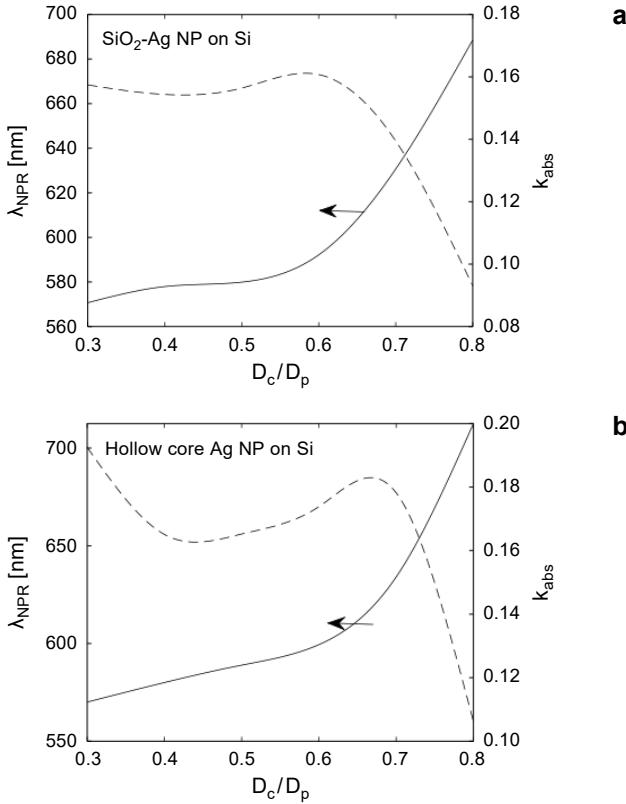 a
SiO₂-Ag NP on Si
700
680
660
640
620
600
580
560
λNPR [nm]
0.18
0.16
0.14
0.12
0.10
0.08
kabs
0.3 0.4 0.5 0.6 0.7 0.8
Dc/Dp
b
Hollow core Ag NP on Si
700
650
600
550
λNPR [nm]
0.20
0.18
0.16
0.14
0.12
0.10
kabs
0.3 0.4 0.5 0.6 0.7 0.8
Dc/Dp